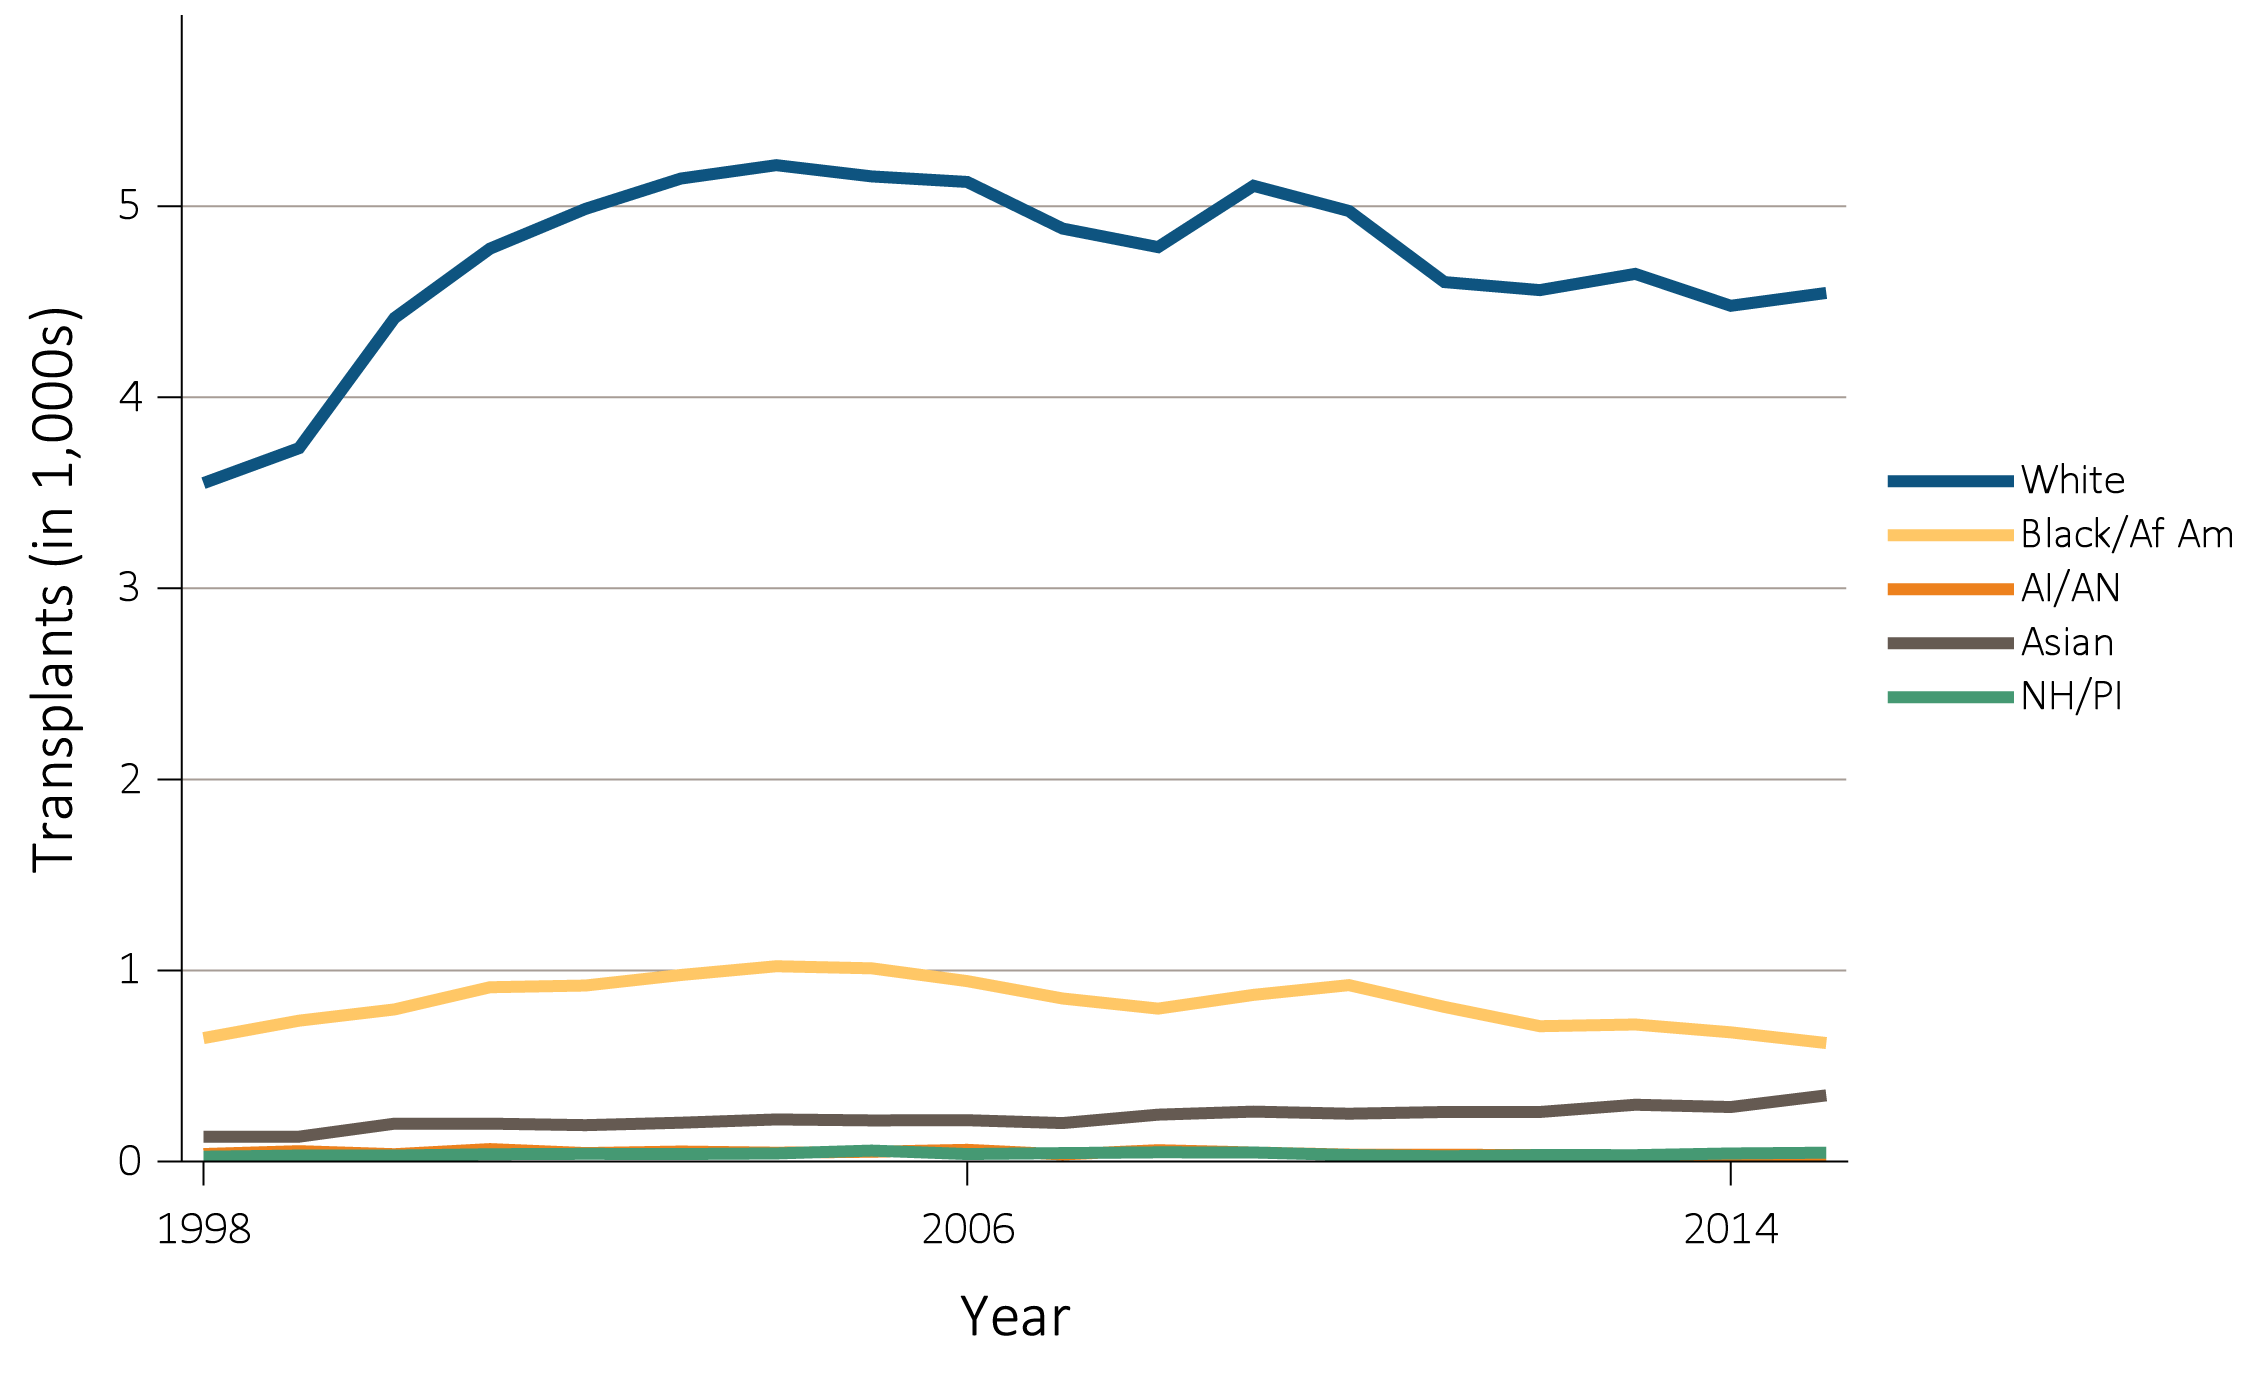 Transplants (in 1,000s)
5
4
3
2
1
0
1998 2006 2014
Year
White
Black/Af Am
AI/AN
Asian
NH/PI